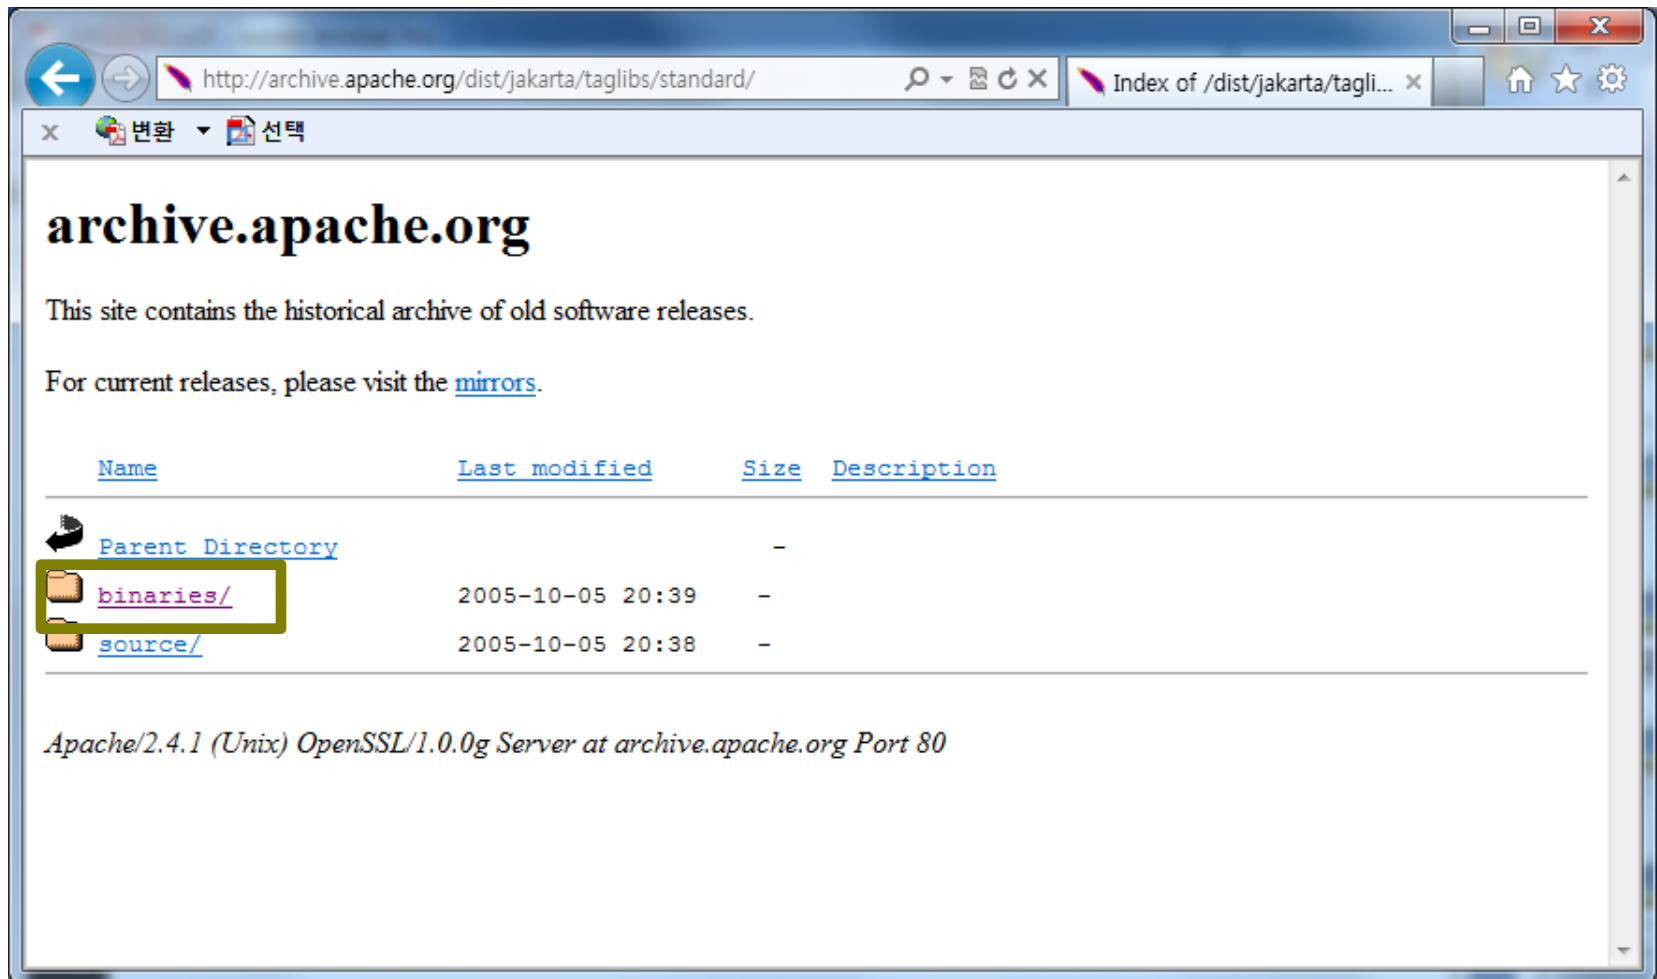 http://archive.apache.org/dist/jakarta/taglibs/standard/
Index of /dist/jakarta/tagli...
변환 선택
archive.apache.org
This site contains the historical archive of old software releases.
For current releases, please visit the mirrors.
Name Last modified Size Description
Parent Directory -
binaries/ 2005-10-05 20:39 -
source/ 2005-10-05 20:38 -
Apache/2.4.1 (Unix) OpenSSL/1.0.0g Server at archive.apache.org Port 80